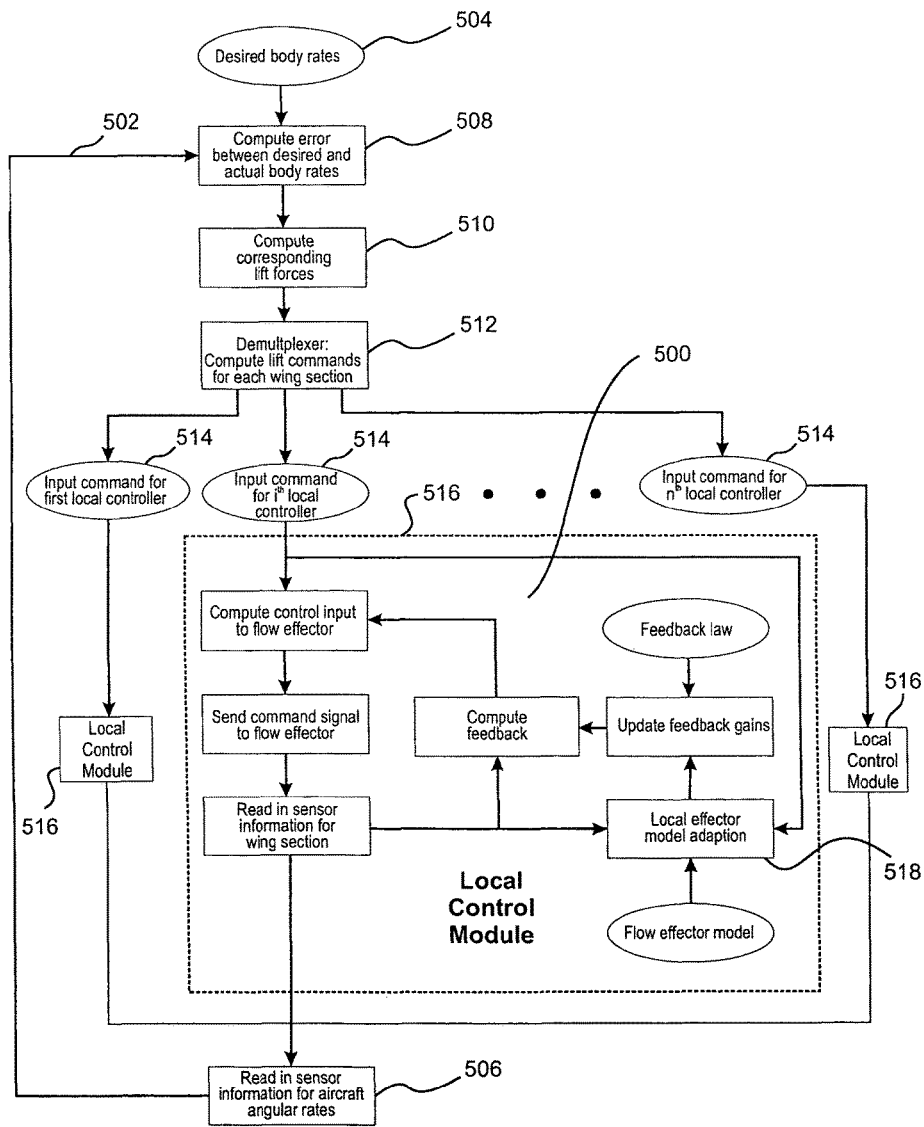 504
Desired body rates
502
508
Compute error
between desired and
actual body rates
510
Compute
corresponding
lift forces
512
Demultplexer:
Compute lift commands
for each wing section
500
514
Input command for
first local controller
514
Input command
for iᵗʰ local
controller
514
Input command for
nᵗʰ local controller
516
Compute control input
to flow effector
Feedback law
Send command signal
to flow effector
Compute
feedback
Update feedback gains
516
Local
Control
Module
516
Local
Control
Module
Read in sensor
information for
wing section
Local effector
model adaption
518
Local
Control
Module
Flow effector model
506
Read in sensor
information for aircraft
angular rates